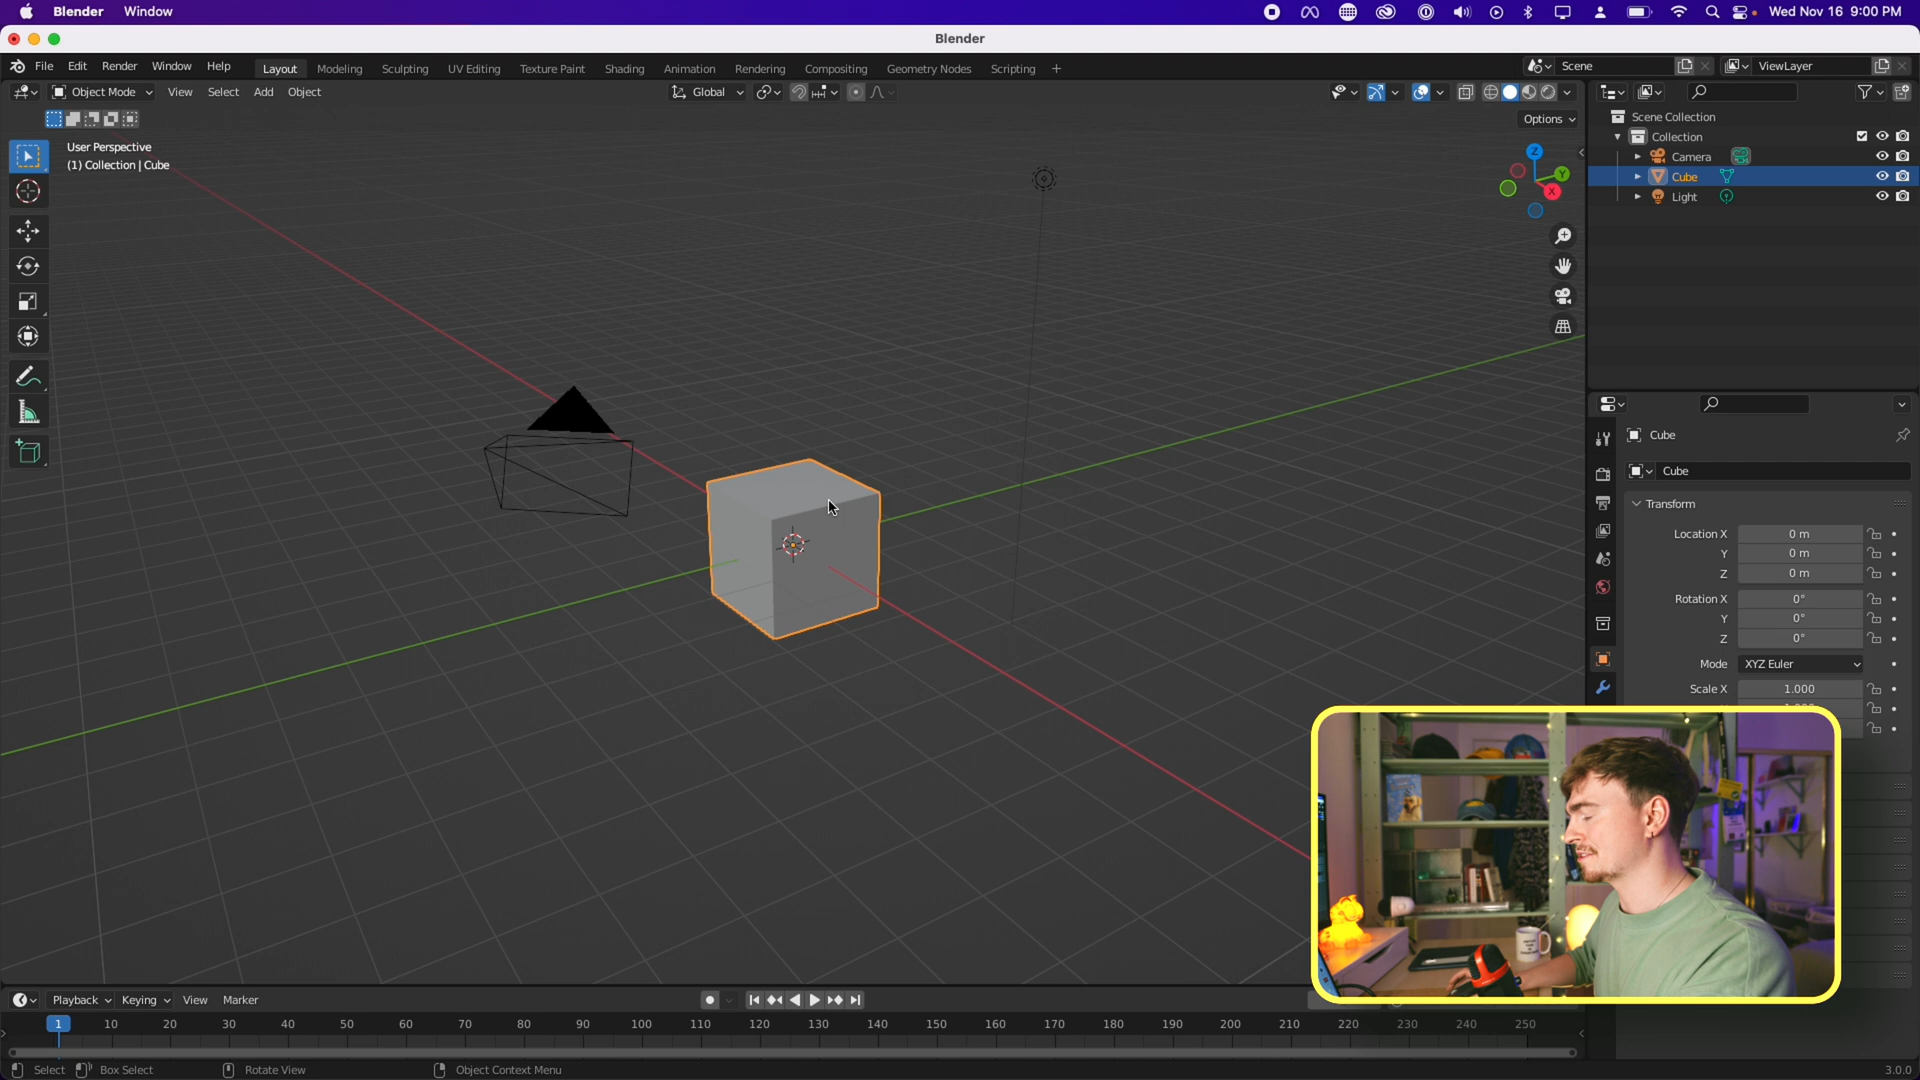 Blender Window Wed Nov 16 9:00 PM
Blender
File Edit Render Window Help Layout Modeling Sculpting UV Editing Texture Paint Shading Animation Rendering Compositing Geometry Nodes Scripting + Scene ViewLayer
Object Mode View Select Add Object Global
Options
User Perspective
(1) Collection | Cube
Z
Y
X
Scene Collection
Collection
Camera
Cube
Light
Cube
Cube
Transform
Location X 0 m
Y 0 m
Z 0 m
Rotation X 0°
Y 0°
Z 0°
Mode XYZ Euler
Scale X 1.000
Playback Keying View Marker
1 10 20 30 40 50 60 70 80 90 100 110 120 130 140 150 160 170 180 190 200 210 220 230 240 250
Select Box Select Rotate View Object Context Menu 3.0.0